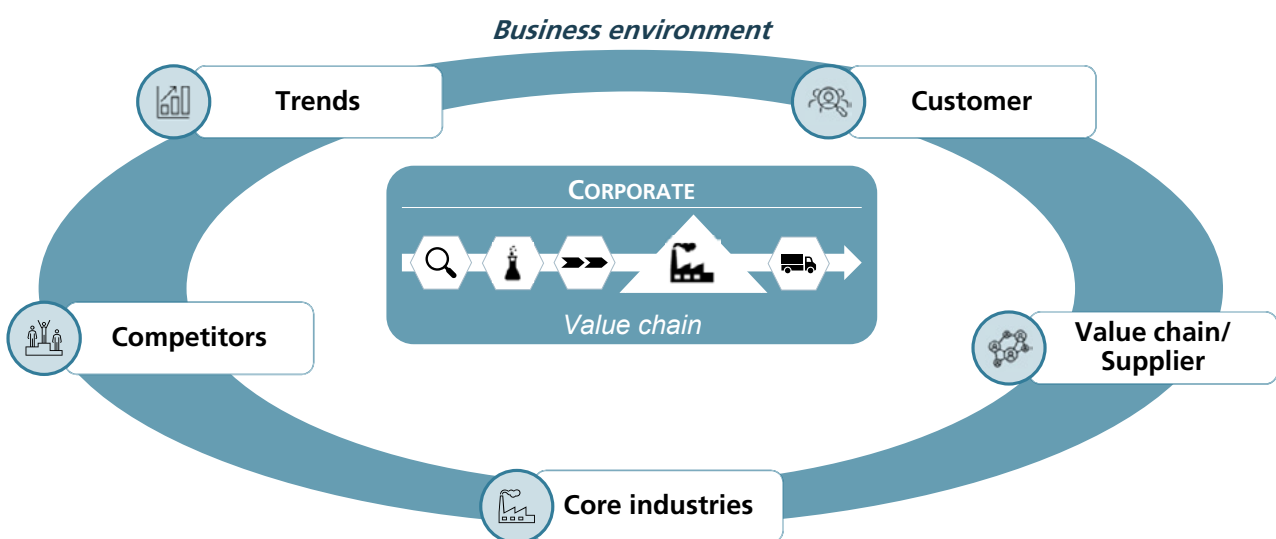 Business environment
Trends
Customer
CORPORATE
Value chain
Competitors
Value chain/
Supplier
Core industries